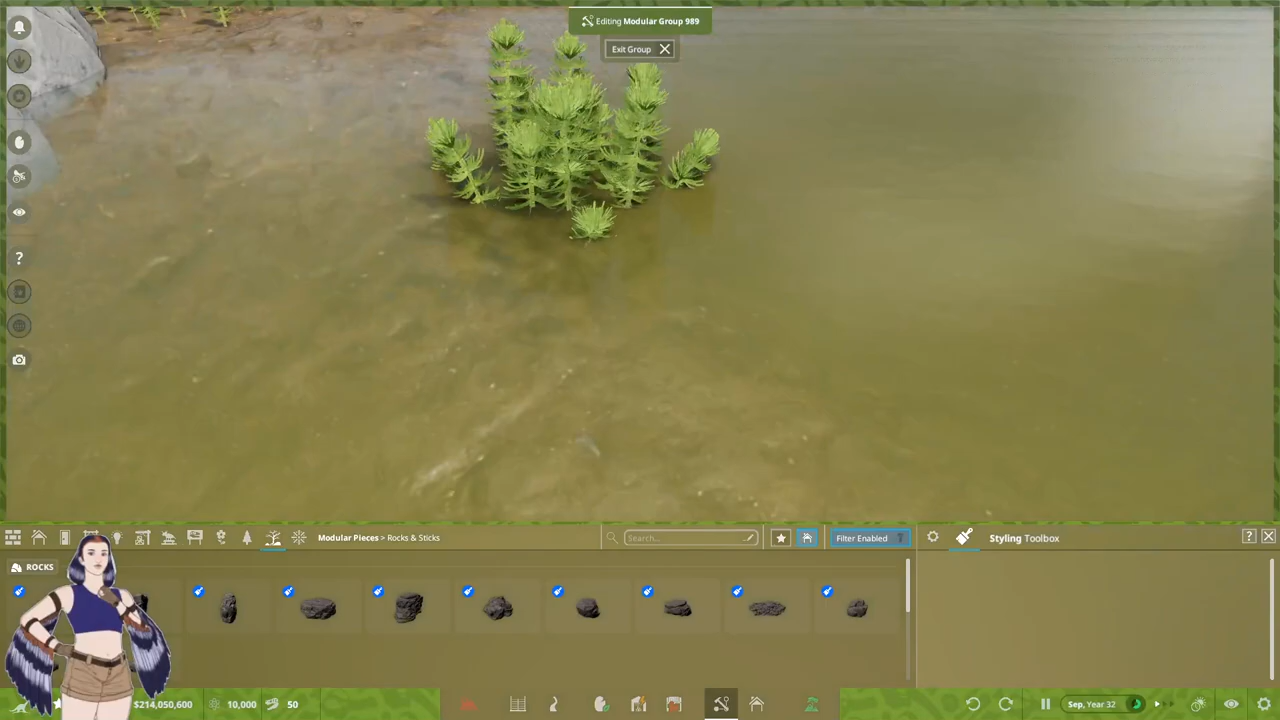 Editing Modular Group 989
Exit Group
?
Modular Pieces > Rocks & Sticks
Search...
Filter Enabled
Styling Toolbox
?
ROCKS
$214,050,600
10,000
50
Sep, Year 32